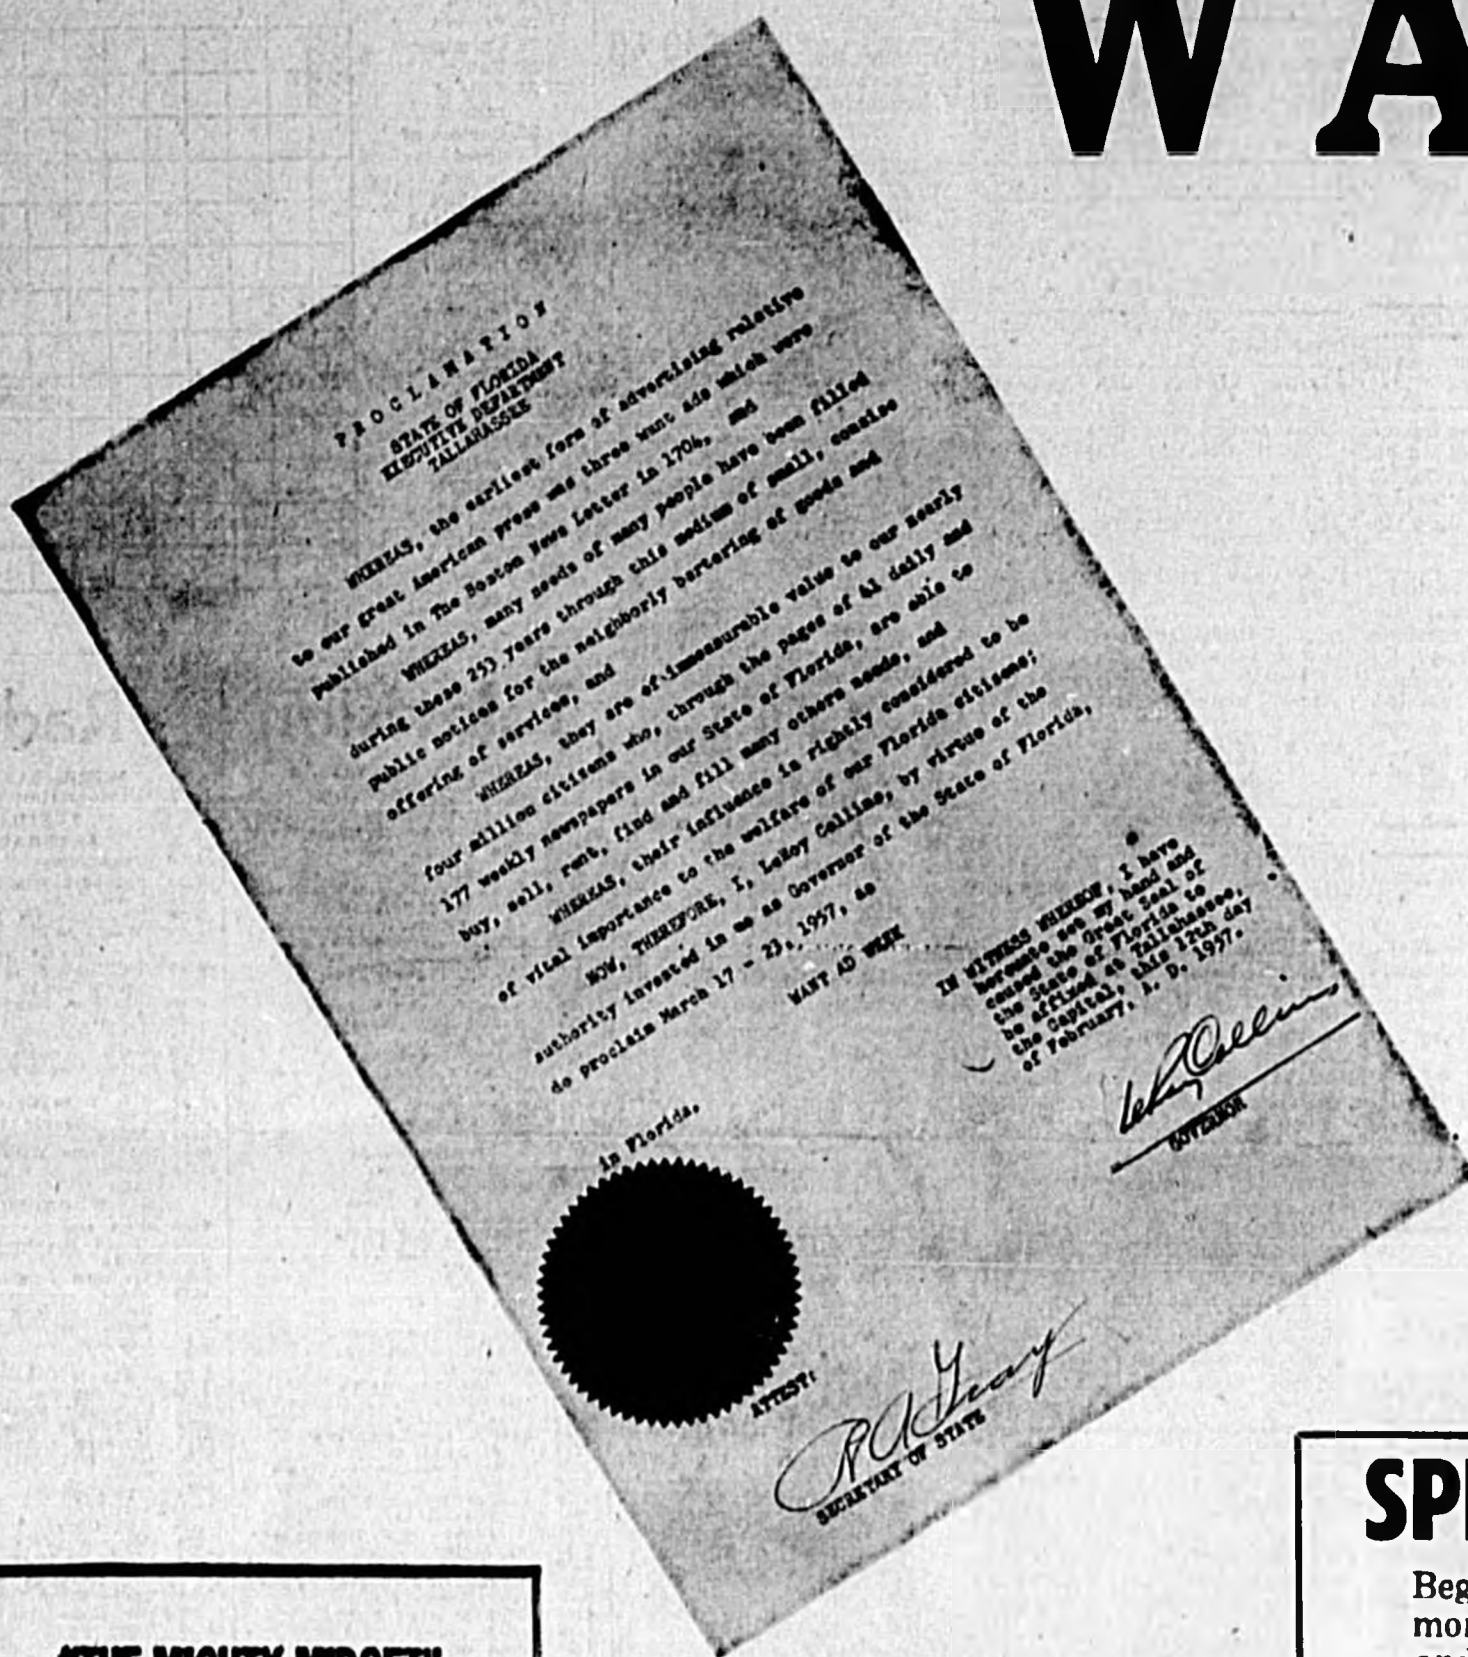 WA
PROCLAMATION
STATE OF FLORIDA
EXECUTIVE DEPARTMENT
TALLAHASSEE
WHEREAS, the earliest form of advertising relative
to our great American press was three want ads which were
published in The Boston News Letter in 1704, and
WHEREAS, many needs of many people have been filled
during these 253 years through this medium of small, concise
public notices for the neighborly bartering of goods and
offering of services, and
WHEREAS, they are of immeasurable value to our nearly
four million citizens who, through the pages of 41 daily and
177 weekly newspapers in our State of Florida, are able to
buy, sell, rent, find and fill many others needs, and
WHEREAS, their influence is rightly considered to be
of vital importance to the welfare of our Florida citizens;
NOW, THEREFORE, I, LeRoy Collins, by virtue of the
authority invested in me as Governor of the State of Florida,
do proclaim March 17 - 23, 1957, as
WANT AD WEEK
in Florida.
IN WITNESS WHEREOF, I have
hereunto set my hand and
caused the Great Seal of
the State of Florida to
be affixed at Tallahassee,
the Capital, this 12th day
of February, A. D. 1957.
LeRoy Collins
GOVERNOR
ATTEST:
R A Gray
SECRETARY OF STATE
"THE MIGHTY MIDGET"
SP
Beg
mor